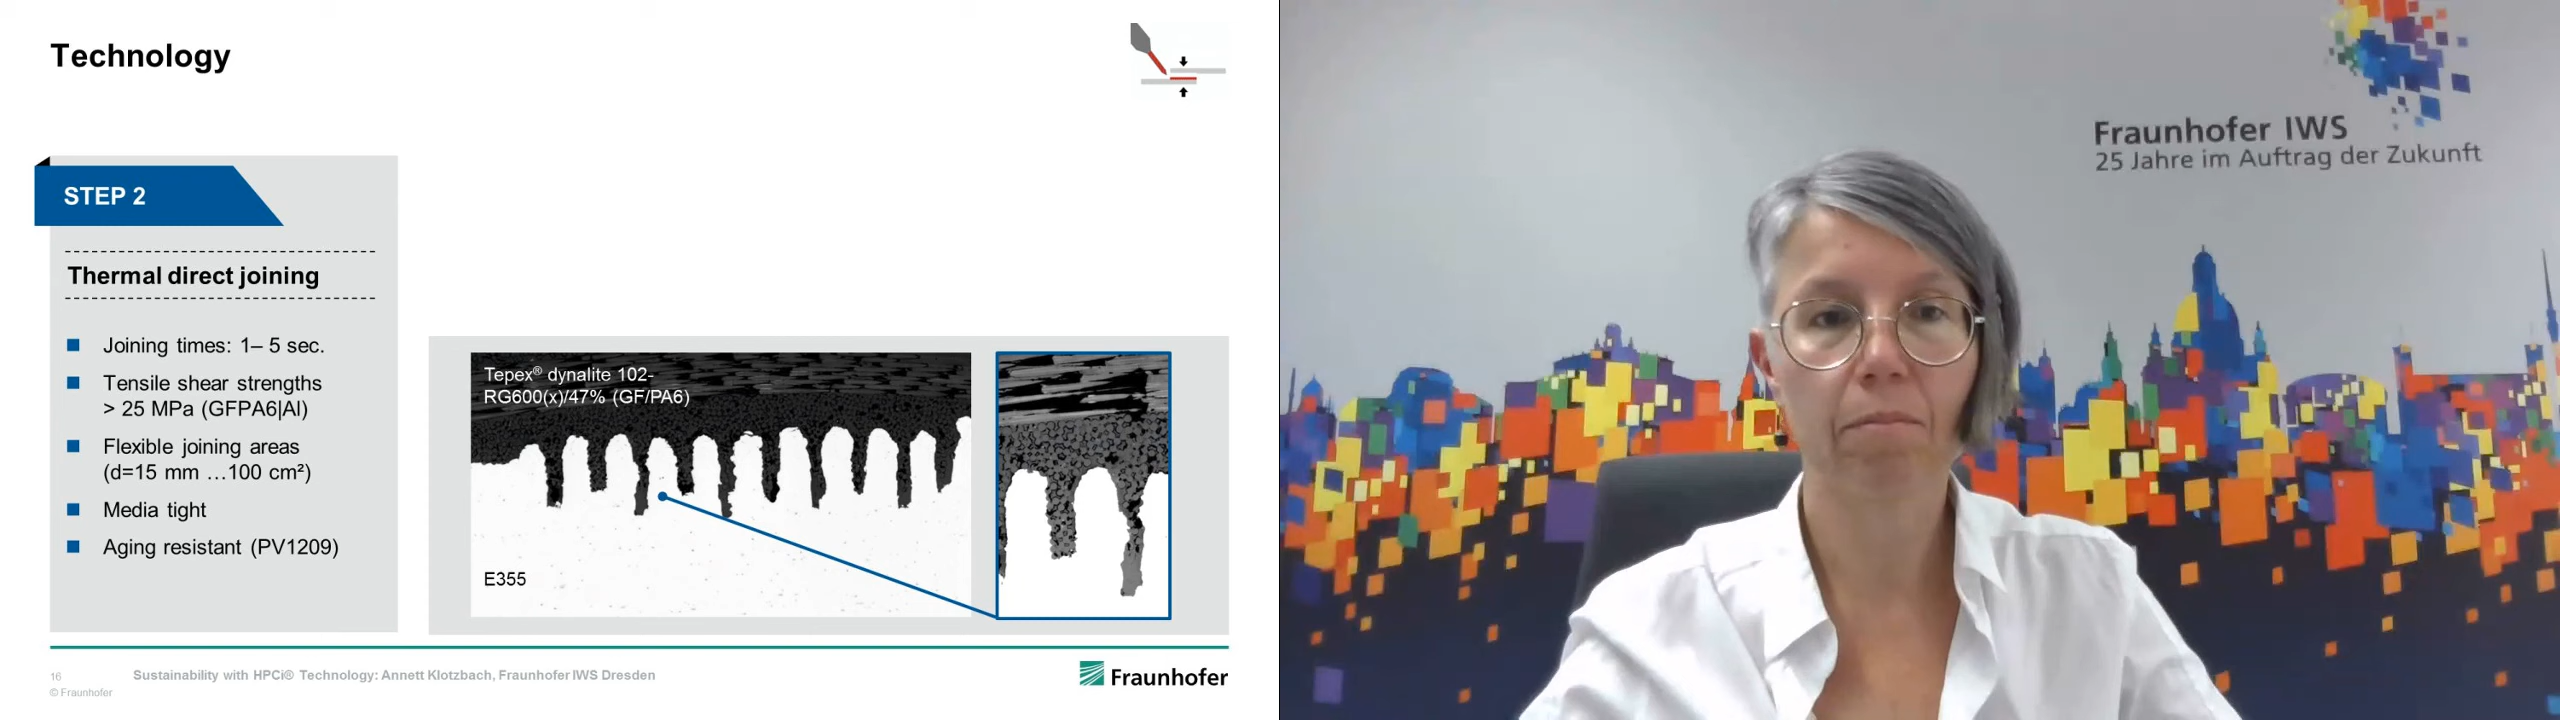 Technology
STEP 2
Thermal direct joining
Joining times: 1– 5 sec.
Tensile shear strengths
> 25 MPa (GFPA6|Al)
Flexible joining areas
(d=15 mm …100 cm²)
Media tight
Aging resistant (PV1209)
Tepex® dynalite 102-
RG600(x)/47% (GF/PA6)
E355
16
Sustainability with HPCi® Technology: Annett Klotzbach, Fraunhofer IWS Dresden
© Fraunhofer
Fraunhofer
Fraunhofer IWS
25 Jahre im Auftrag der Zukunft